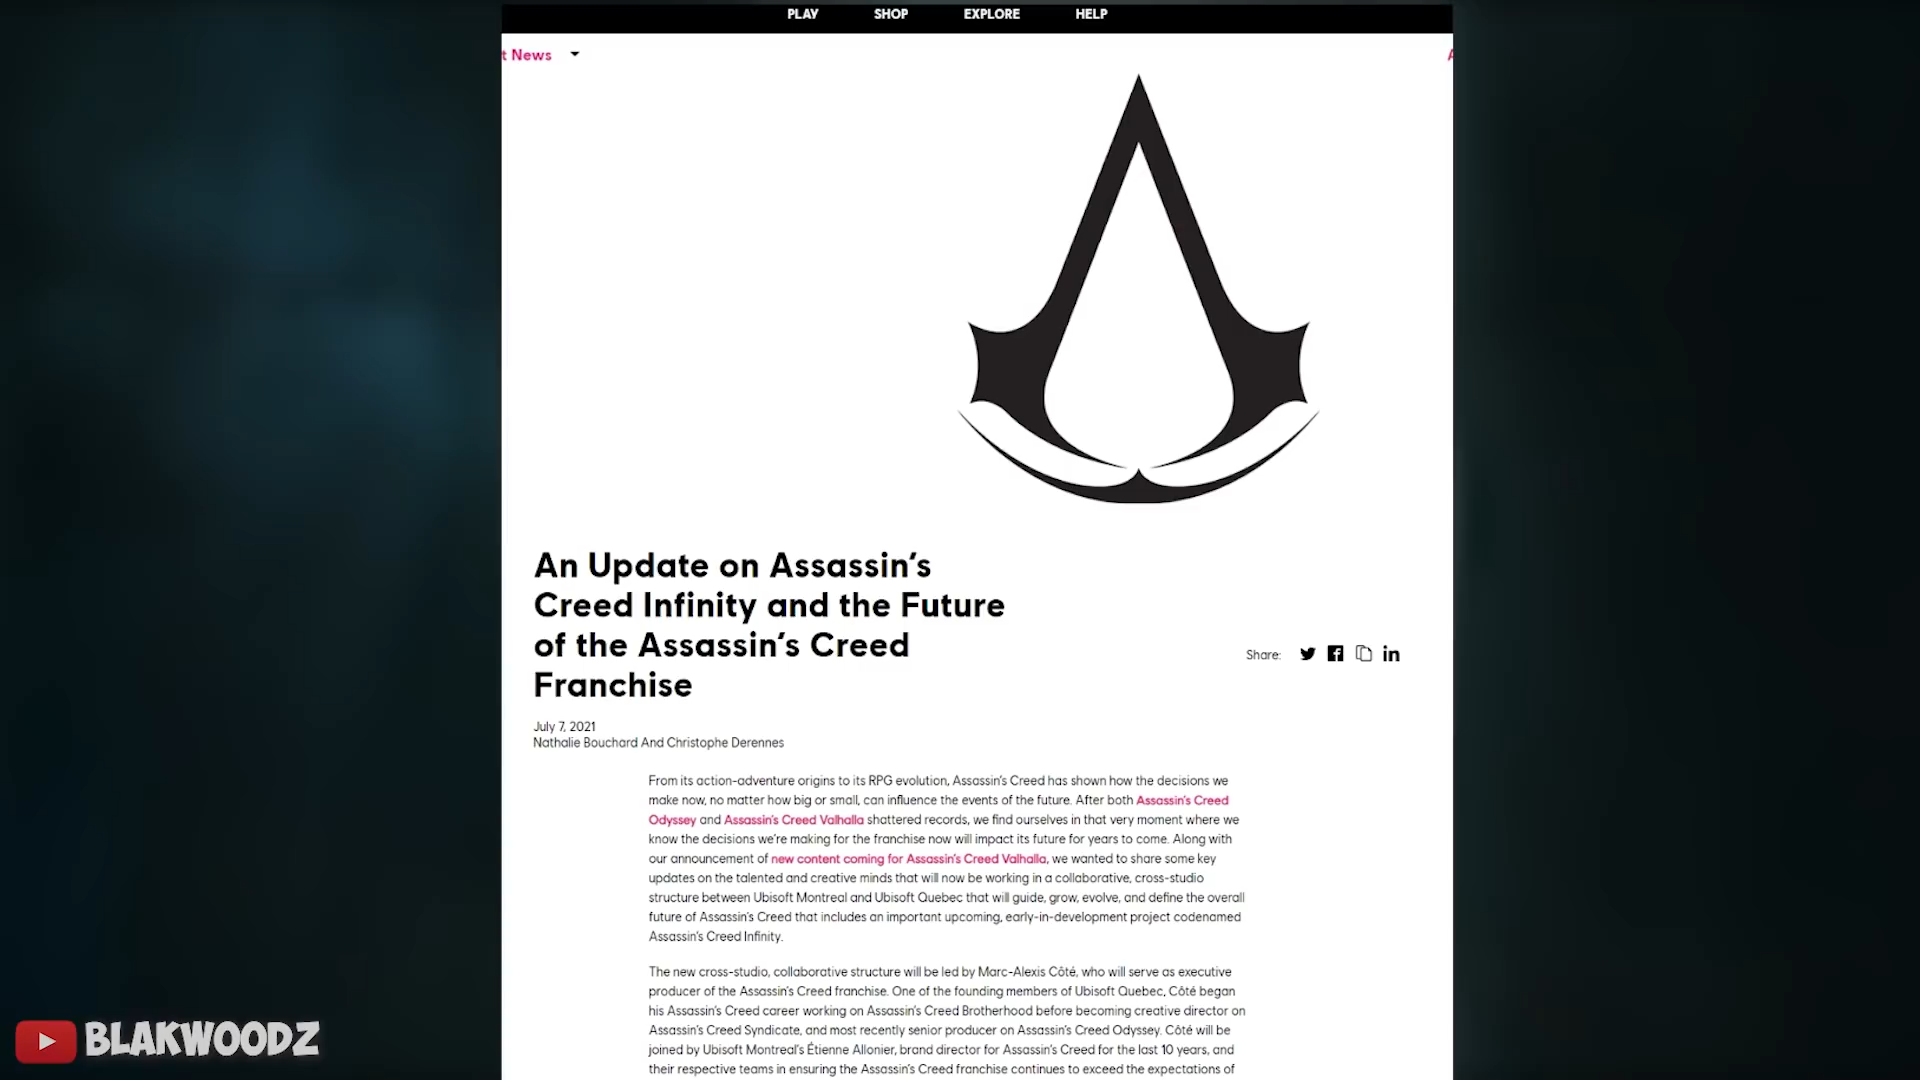 PLAY SHOP EXPLORE HELP
t News
An Update on Assassin's
Creed Infinity and the Future
of the Assassin's Creed
Franchise
Share:
July 7, 2021
Nathalie Bouchard And Christophe Derennes
From its action-adventure origins to its RPG evolution, Assassin's Creed has shown how the decisions we
make now, no matter how big or small, can influence the events of the future. After both Assassin's Creed
Odyssey and Assassin's Creed Valhalla shattered records, we find ourselves in that very moment where we
know the decisions we're making for the franchise now will impact its future for years to come. Along with
our announcement of new content coming for Assassin's Creed Valhalla, we wanted to share some key
updates on the talented and creative minds that will now be working in a collaborative, cross-studio
structure between Ubisoft Montreal and Ubisoft Quebec that will guide, grow, evolve, and define the overall
future of Assassin's Creed that includes an important upcoming, early-in-development project codenamed
Assassin's Creed Infinity.
The new cross-studio, collaborative structure will be led by Marc-Alexis Côté, who will serve as executive
producer of the Assassin's Creed franchise. One of the founding members of Ubisoft Quebec, Côté began
his Assassin's Creed career working on Assassin's Creed Brotherhood before becoming creative director on
Assassin's Creed Syndicate, and most recently senior producer on Assassin's Creed Odyssey. Côté will be
joined by Ubisoft Montreal's Étienne Allonier, brand director for Assassin's Creed for the last 10 years, and
their respective teams in ensuring the Assassin's Creed franchise continues to exceed the expectations of
BLAKWOODZ